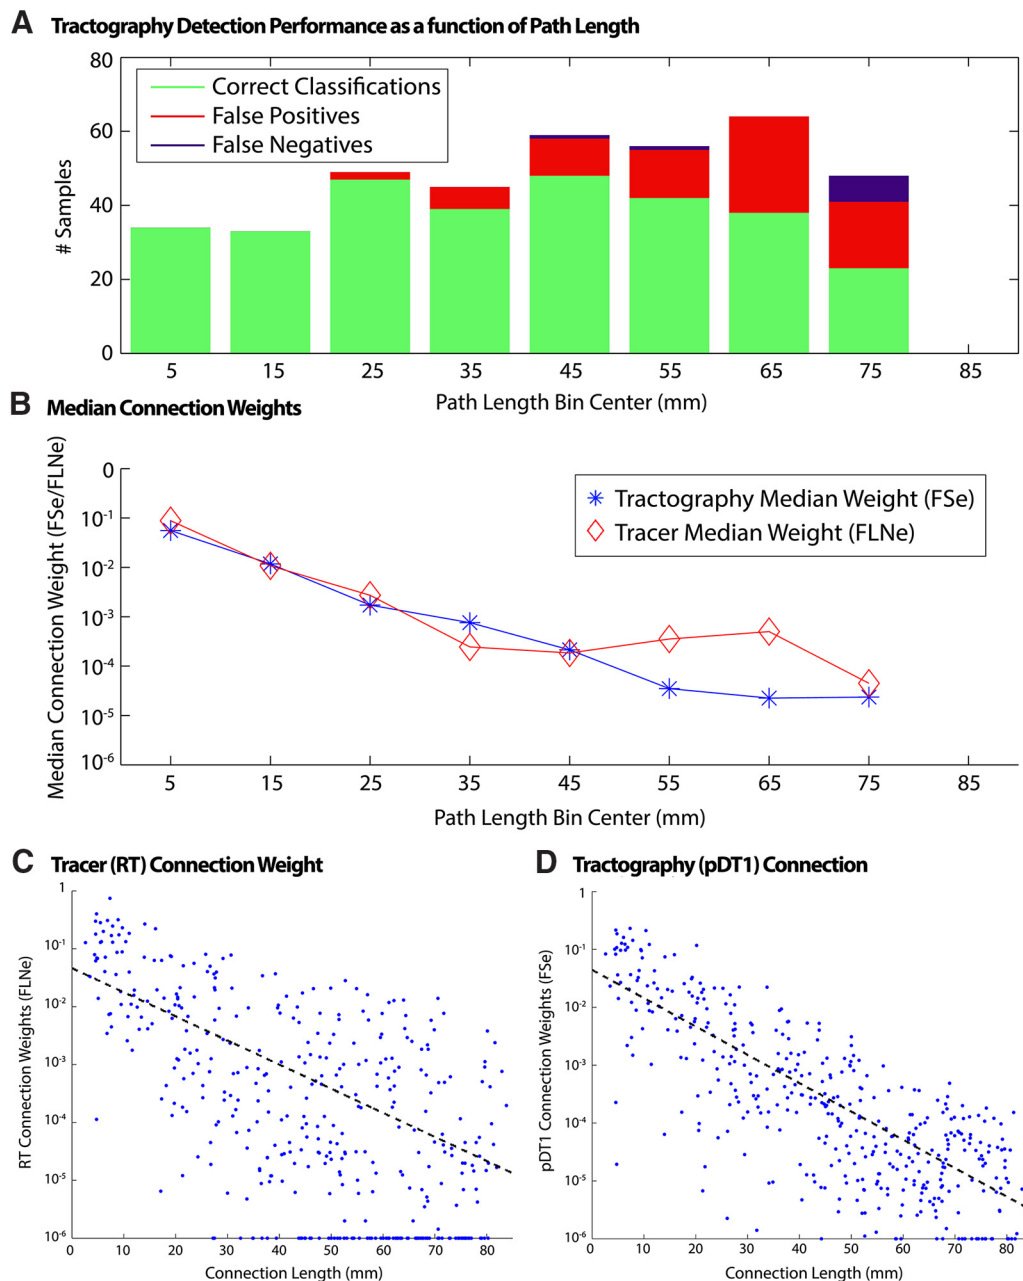 A Tractography Detection Performance as a function of Path Length
80
60
40
20
0
# Samples
Correct Classifications
False Positives
False Negatives
5 15 25 35 45 55 65 75 85
Path Length Bin Center (mm)
B Median Connection Weights
0
10-1
10-2
10-3
10-4
10-5
10-6
Median Connection Weight (FSe/FLNe)
Tractography Median Weight (FSe)
Tracer Median Weight (FLNe)
5 15 25 35 45 55 65 75 85
Path Length Bin Center (mm)
C Tracer (RT) Connection Weight
1
10-1
10-2
10-3
10-4
10-5
10-6
RT Connection Weights (FLNe)
0 10 20 30 40 50 60 70 80
Connection Length (mm)
D Tractography (pDT1) Connection
1
10-1
10-2
10-3
10-4
10-5
10-6
pDT1 Connection Weights (FSe)
0 10 20 30 40 50 60 70 80
Connection Length (mm)